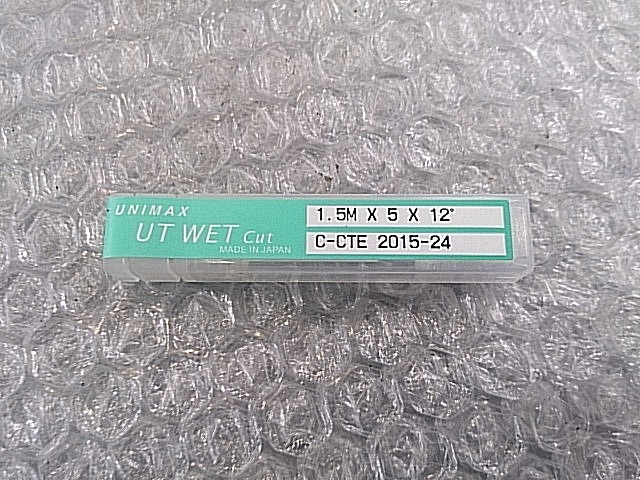 UNIMAX
UT WET Cut
MADE IN JAPAN
1.5M X 5 X 12°
C-CTE 2015-24